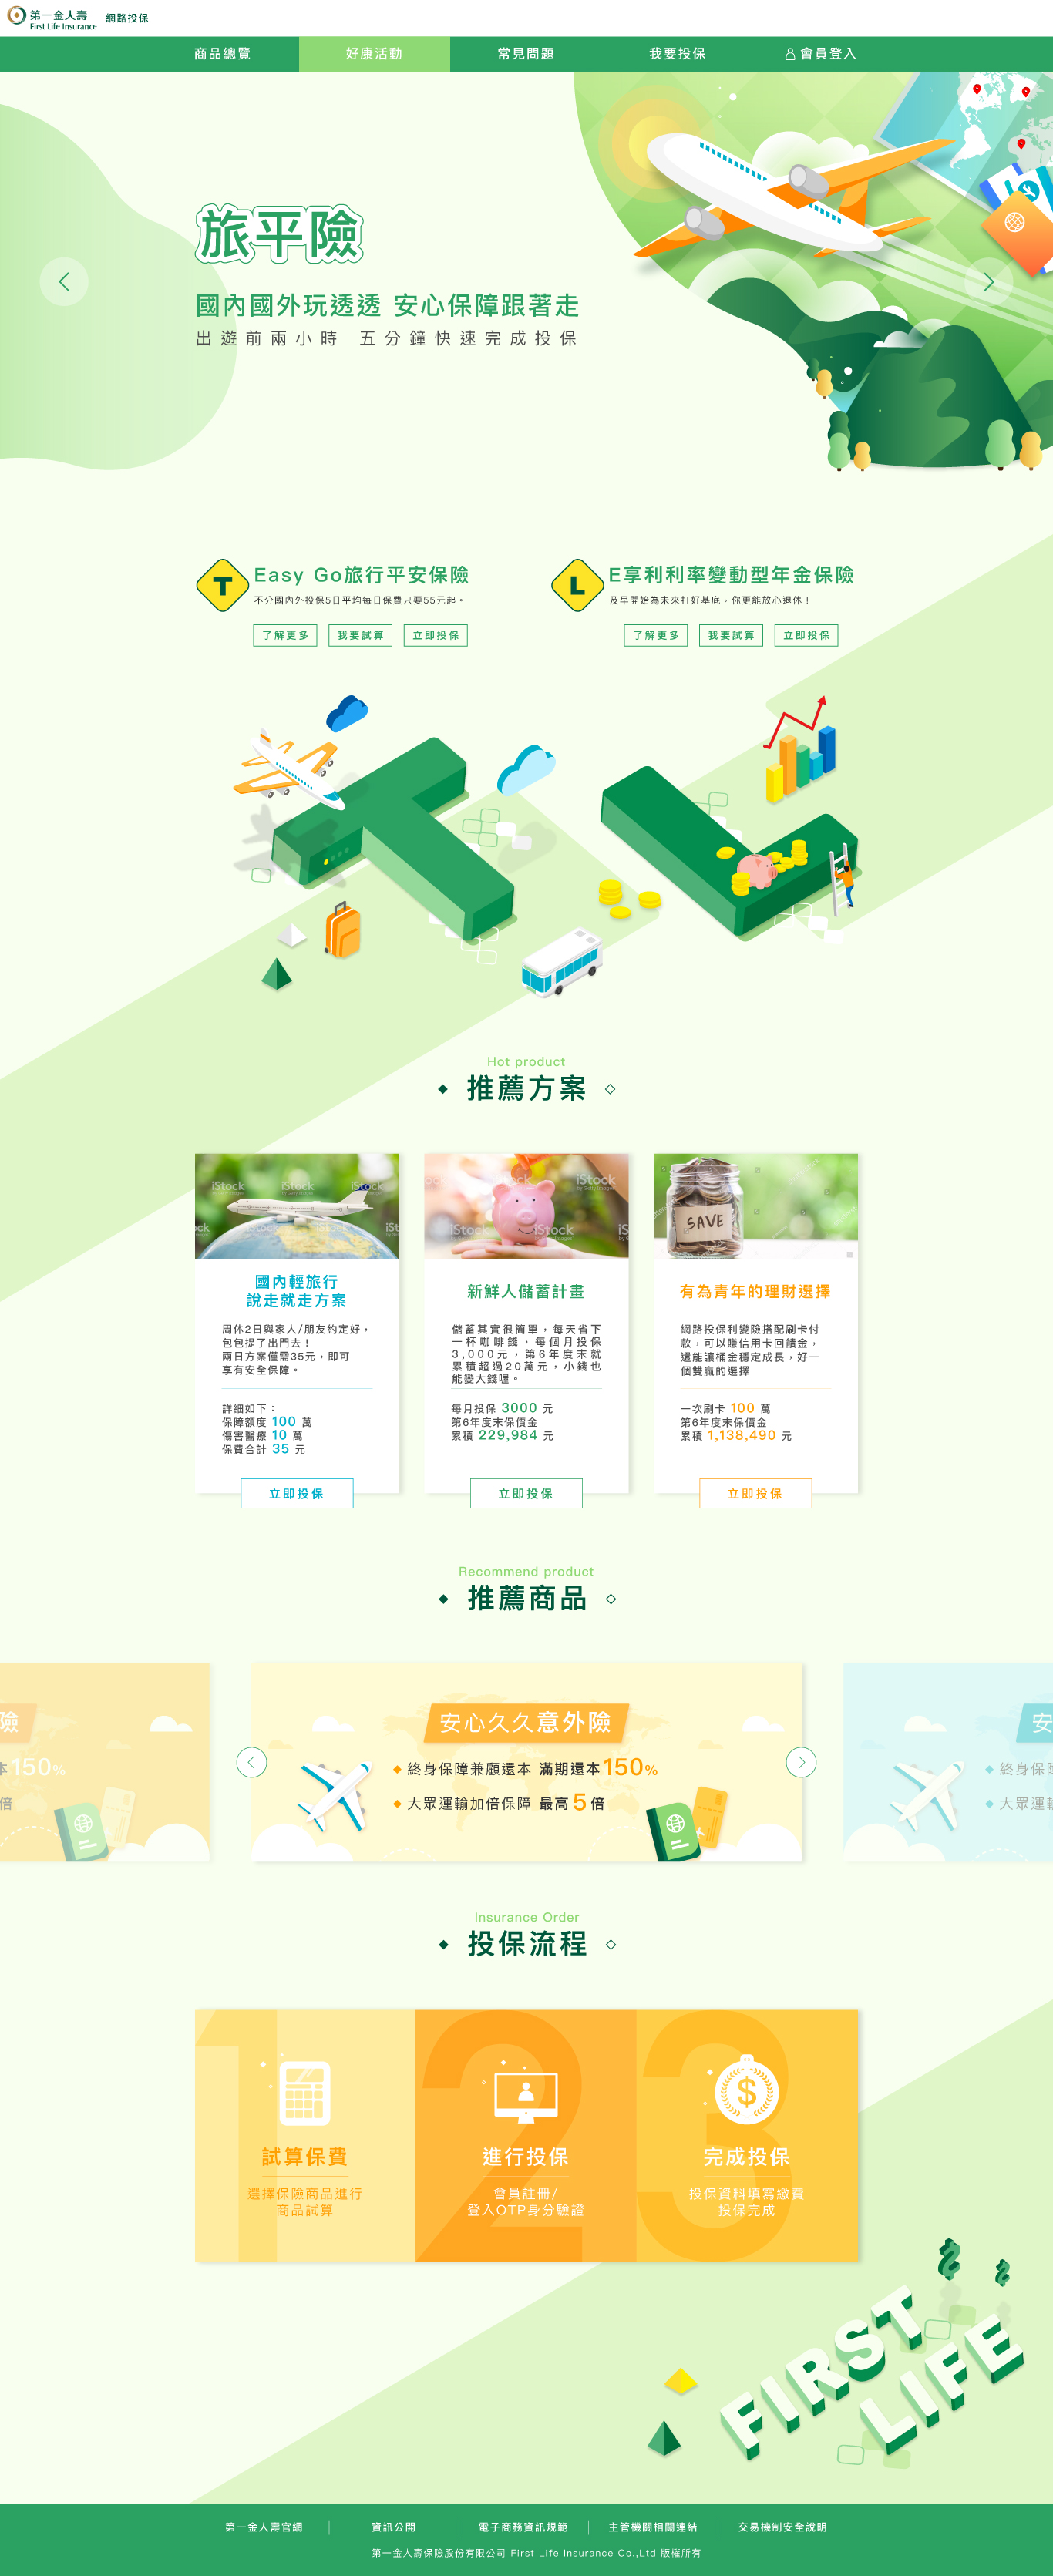 第一金人壽
First Life Insurance
網路投保
商品總覽
好康活動
常見問題
我要投保
會員登入
旅平險
國內國外玩透透 安心保障跟著走
出遊前兩小時 五分鐘快速完成投保
T
Easy Go旅行平安保險
不分國內外投保5日平均每日保費只要55元起。
了解更多
我要試算
立即投保
L
E享利利率變動型年金保險
及早開始為未來打好基底，你更能放心退休！
了解更多
我要試算
立即投保
Hot product
推薦方案
iStock
iStock
iStock
iStock
國內輕旅行
說走就走方案
周休2日與家人/朋友約定好，
包包提了出門去！
兩日方案僅需35元，即可
享有安全保障。
詳細如下：
保障額度 100 萬
傷害醫療 10 萬
保費合計 35 元
立即投保
iStock
iStock
iStock
新鮮人儲蓄計畫
儲蓄其實很簡單，每天省下
一杯咖啡錢，每個月投保
3,000元，第6年度末就
累積超過20萬元，小錢也
能變大錢喔。
每月投保 3000 元
第6年度末保價金
累積 229,984 元
立即投保
SAVE
有為青年的理財選擇
網路投保利變險搭配刷卡付
款，可以賺信用卡回饋金，
還能讓桶金穩定成長，好一
個雙贏的選擇
一次刷卡 100 萬
第6年度末保價金
累積 1,138,490 元
立即投保
Recommend product
推薦商品
險
本150%
倍
安心久久意外險
終身保障兼顧還本 滿期還本150%
大眾運輸加倍保障 最高5倍
安
終身保障
大眾運輸
Insurance Order
投保流程
1
試算保費
選擇保險商品進行
商品試算
2
進行投保
會員註冊/
登入OTP身分驗證
3
$
完成投保
投保資料填寫繳費
投保完成
FIRST
LIFE
第一金人壽官網
資訊公開
電子商務資訊規範
主管機關相關連結
交易機制安全說明
第一金人壽保險股份有限公司 First Life Insurance Co.,Ltd 版權所有